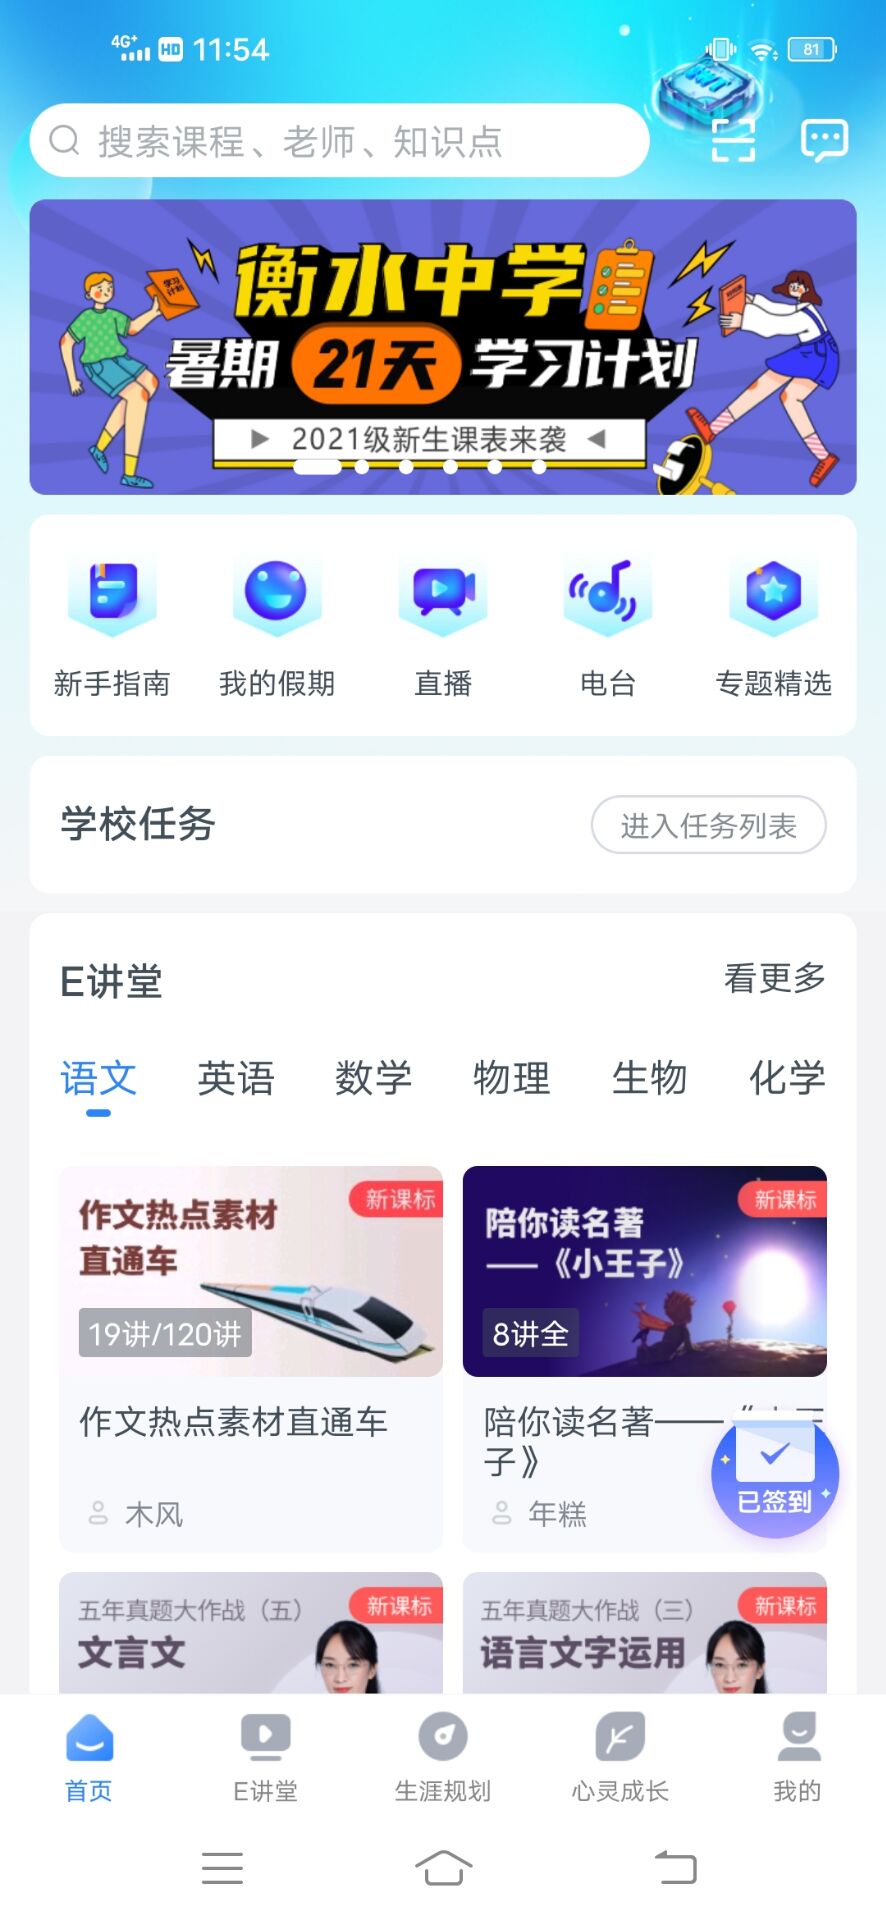 4G+ HD 11:54 81
搜索课程、老师、知识点
学习计划
衡水中学
暑期 21天 学习计划
▶ 2021级新生课表来袭 ◀
新手指南 我的假期 直播 电台 专题精选
学校任务 进入任务列表
E讲堂 看更多
语文 英语 数学 物理 生物 化学
作文热点素材
直通车
新课标
19讲/120讲
作文热点素材直通车
木风
陪你读名著
——《小王子》
新课标
8讲全
陪你读名著——《小王
子》
年糕
已签到
五年真题大作战（五）
新课标
文言文
五年真题大作战（三）
新课标
语言文字运用
首页 E讲堂 生涯规划 心灵成长 我的